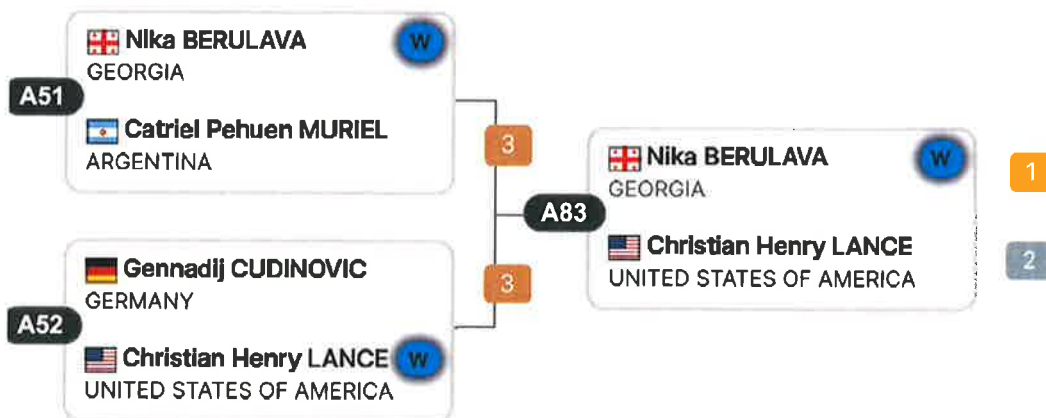 Nika BERULAVA
W
GEORGIA
A51
Catriel Pehuen MURIEL
ARGENTINA
3
Gennadij CUDINOVIC
GERMANY
A52
3
Christian Henry LANCE
W
UNITED STATES OF AMERICA
A83
Nika BERULAVA
W
GEORGIA
1
Christian Henry LANCE
UNITED STATES OF AMERICA
2